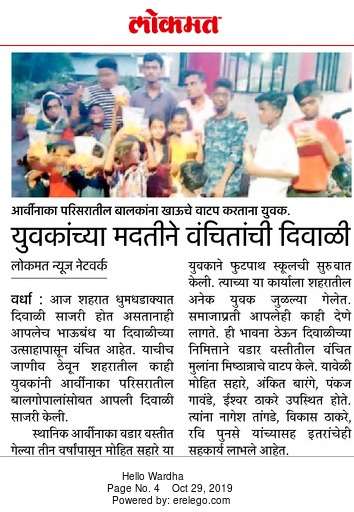 लोकमत
आर्वीनाका परिसरातील बालकांना खाऊचे वाटप करताना युवक.
युवकांच्या मदतीने वंचितांची दिवाळी
लोकमत न्यूज नेटवर्क
वर्धा : आज शहरात धुमधडाक्यात
दिवाळी साजरी होत असतानाही
आपलेच भाऊबंध या दिवाळीच्या
उत्साहापासून वंचित आहेत. याचीच
जाणीव ठेवून शहरातील काही
युवकांनी आर्वीनाका परिसरातील
बालगोपालांसोबत आपली दिवाळी
साजरी केली.
स्थानिक आर्वीनाका वडार वस्तीत
गेल्या तीन वर्षांपासून मोहित सहारे या
युवकाने फुटपाथ स्कूलची सुरुवात
केली. त्याच्या या कार्याला शहरातील
अनेक युवक जुळल्या गेलेत.
समाजाप्रती आपलेही काही देणे
लागते. ही भावना ठेऊन दिवाळीच्या
निमित्ताने वडार वस्तीतील वंचित
मुलांना मिष्ठान्नाचे वाटप केले. यावेळी
मोहित सहारे, अंकित बारंगे, पंकज
गावंडे, ईश्वर ठाकरे उपस्थित होते.
त्यांना नागेश तांगडे, विकास ठाकरे,
रवि पुनसे यांच्यासह इतरांचेही
सहकार्य लाभले आहेत.
Hello Wardha
Page No. 4 Oct 29, 2019
Powered by: erelego.com